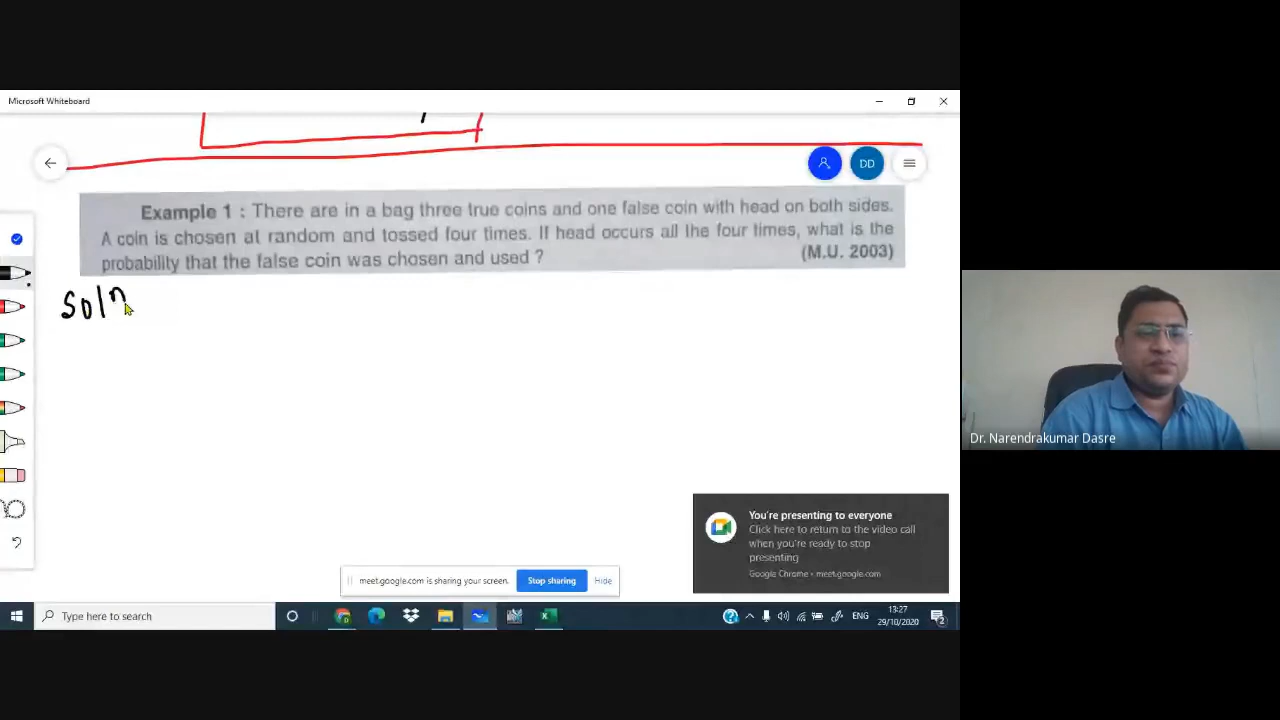 Microsoft Whiteboard
DD
Example 1 : There are in a bag three true coins and one false coin with head on both sides.
A coin is chosen at random and tossed four times. If head occurs all the four times, what is the
probability that the false coin was chosen and used ? (M.U. 2003)
Soln
Dr. Narendrakumar Dasre
You're presenting to everyone
Click here to return to the video call
when you're ready to stop
presenting
Google Chrome • meet.google.com
meet.google.com is sharing your screen. Stop sharing Hide
Type here to search
ENG
13:27
29/10/2020
2